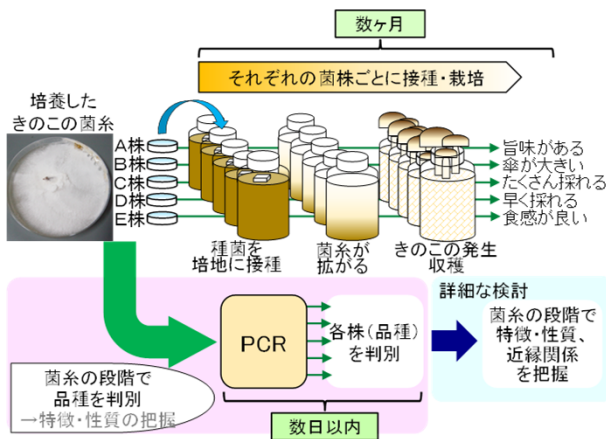 数ヶ月
それぞれの菌株ごとに接種・栽培
培養した
きのこの菌糸
A株
B株
C株
D株
E株
旨味がある
傘が大きい
たくさん採れる
早く採れる
食感が良い
種菌を
培地に接種
菌糸が
拡がる
きのこの発生
収穫
詳細な検討
PCR
各株(品種)
を判別
菌糸の段階で
特徴・性質、
近縁関係
を把握
菌糸の段階で
品種を判別
→特徴・性質の把握
数日以内